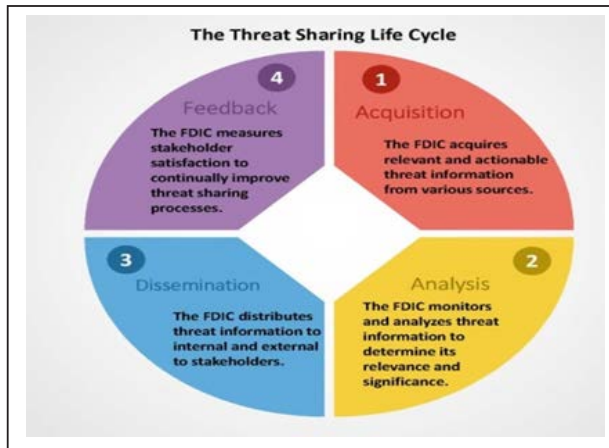 The Threat Sharing Life Cycle
1
Acquisition
The FDIC acquires
relevant and actionable
threat information
from various sources.
2
Analysis
The FDIC monitors
and analyzes threat
information to
determine its
relevance and
significance.
3
Dissemination
The FDIC distributes
threat information to
internal and external
to stakeholders.
4
Feedback
The FDIC measures
stakeholder
satisfaction to
continually improve
threat sharing
processes.